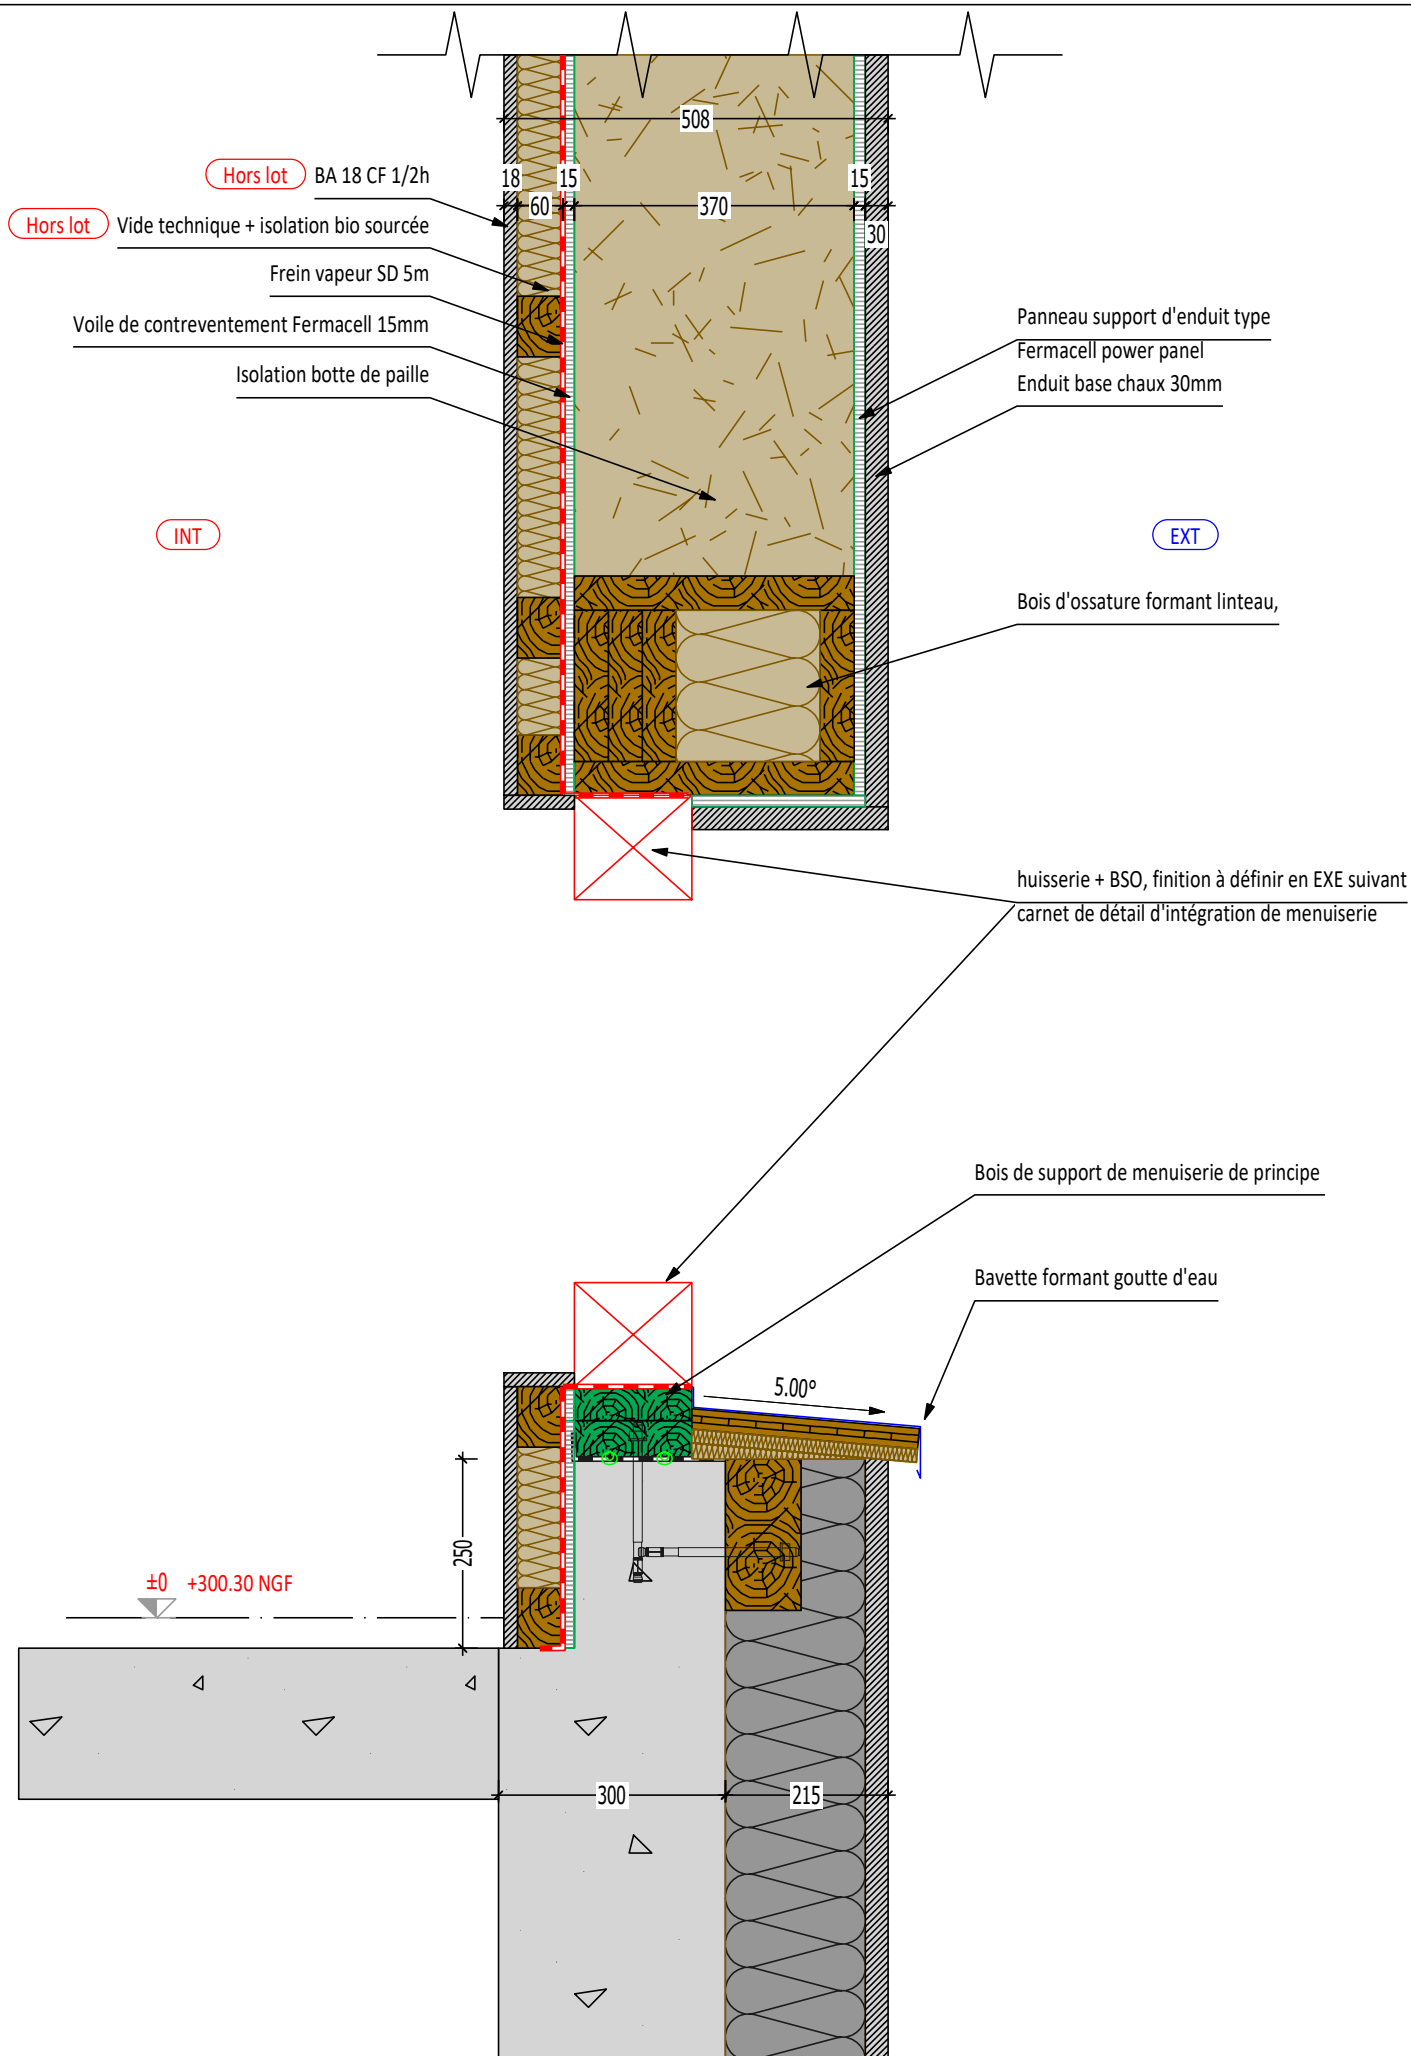 508
Hors lot BA 18 CF 1/2h
18 15 15
60 370
Hors lot Vide technique + isolation bio sourcée
30
Frein vapeur SD 5m
Voile de contreventement Fermacell 15mm
Isolation botte de paille
Panneau support d'enduit type
Fermacell power panel
Enduit base chaux 30mm
INT
EXT
Bois d'ossature formant linteau,
huisserie + BSO, finition à définir en EXE suivant
carnet de détail d'intégration de menuiserie
Bois de support de menuiserie de principe
Bavette formant goutte d'eau
5.00°
250
±0 +300.30 NGF
300 215